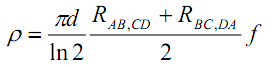 ρ = πd / ln 2 · (R_{AB,CD} + R_{BC,DA}) / 2 · f